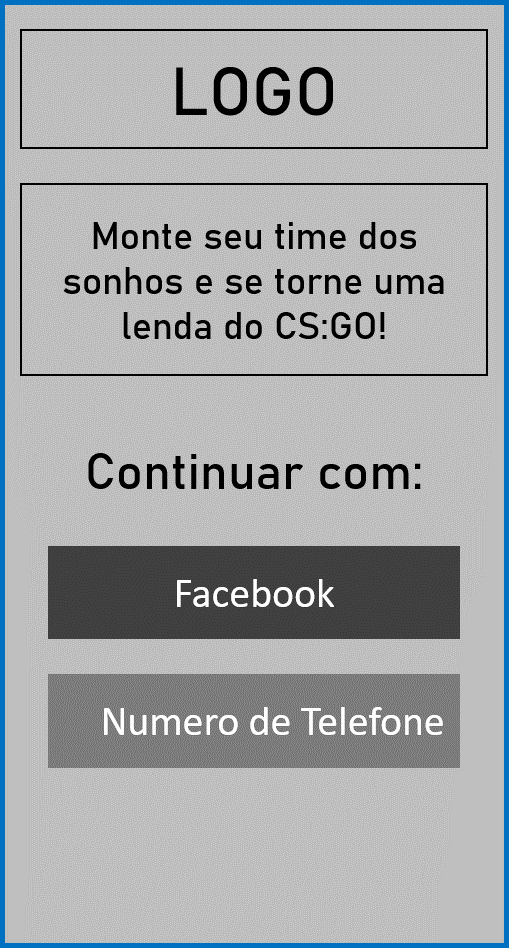 LOGO
Monte seu time dos
sonhos e se torne uma
lenda do CS:GO!
Continuar com:
Facebook
Numero de Telefone